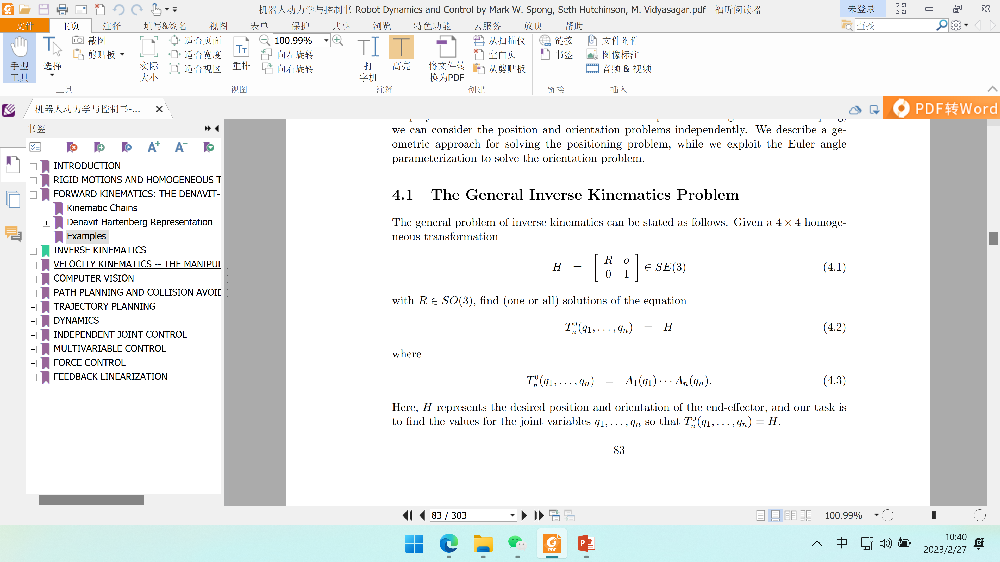 机器人动力学与控制书-Robot Dynamics and Control by Mark W. Spong, Seth Hutchinson, M. Vidyasagar.pdf - 福昕阅读器
未登录
文件 主页 注释 填写&签名 视图 表单 保护 共享 浏览 特色功能 云服务 放映 帮助
查找
手型
工具
选择
截图
剪贴板
工具
实际
大小
适合页面
适合宽度
适合视区
重排
100.99%
向左旋转
向右旋转
视图
打
字机
高亮
注释
将文件转
换为PDF
从扫描仪
空白页
从剪贴板
创建
链接
书签
链接
文件附件
图像标注
音频 & 视频
插入
机器人动力学与控制书-...
PDF转Word
书签
INTRODUCTION
RIGID MOTIONS AND HOMOGENEOUS T
FORWARD KINEMATICS: THE DENAVIT-
Kinematic Chains
Denavit Hartenberg Representation
Examples
INVERSE KINEMATICS
VELOCITY KINEMATICS -- THE MANIPUL
COMPUTER VISION
PATH PLANNING AND COLLISION AVOID
TRAJECTORY PLANNING
DYNAMICS
INDEPENDENT JOINT CONTROL
MULTIVARIABLE CONTROL
FORCE CONTROL
FEEDBACK LINEARIZATION
we can consider the position and orientation problems independently. We describe a ge-
ometric approach for solving the positioning problem, while we exploit the Euler angle
parameterization to solve the orientation problem.
4.1 The General Inverse Kinematics Problem
The general problem of inverse kinematics can be stated as follows. Given a 4 × 4 homoge-
neous transformation
H = [ R o
0 1 ] ∈ SE(3) (4.1)
with R ∈ SO(3), find (one or all) solutions of the equation
T_n^0(q_1, . . . , q_n) = H (4.2)
where
T_n^0(q_1, . . . , q_n) = A_1(q_1) · · · A_n(q_n). (4.3)
Here, H represents the desired position and orientation of the end-effector, and our task is
to find the values for the joint variables q_1, . . . , q_n so that T_n^0(q_1, . . . , q_n) = H.
83
83 / 303
100.99%
中
10:40
2023/2/27